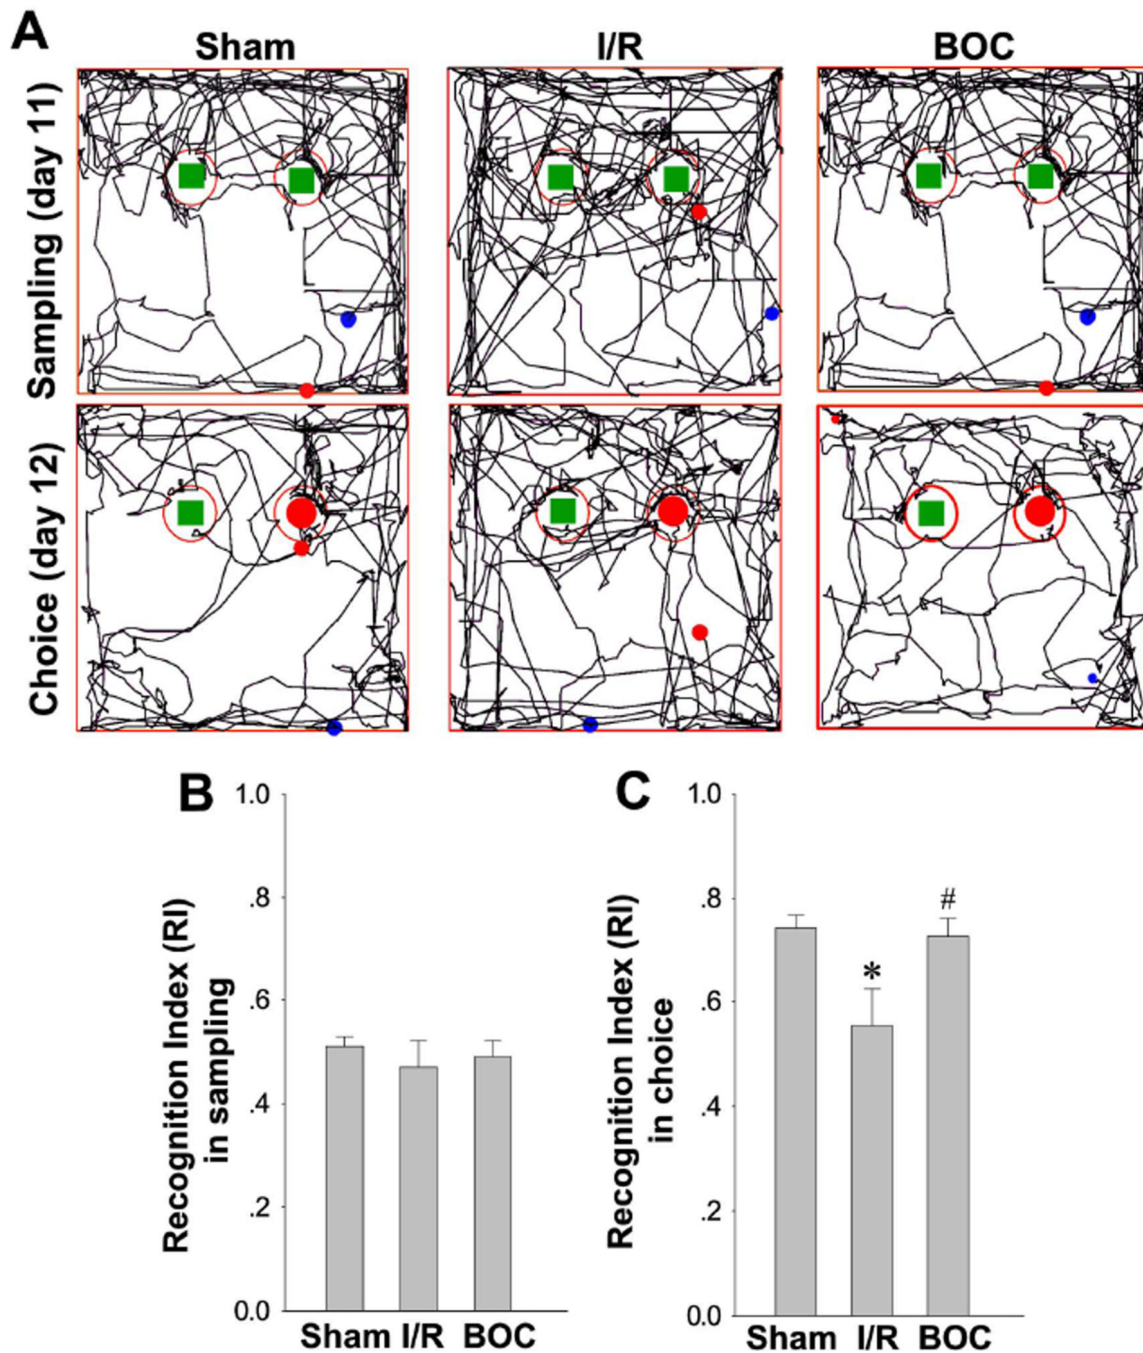 A
Sham I/R BOC
Sampling (day 11)
Choice (day 12)
B
Recognition Index (RI)
in sampling
1.0
.8
.6
.4
.2
0.0
Sham I/R BOC
C
Recognition Index (RI)
in choice
1.0
.8
.6
.4
.2
0.0
*
#
Sham I/R BOC